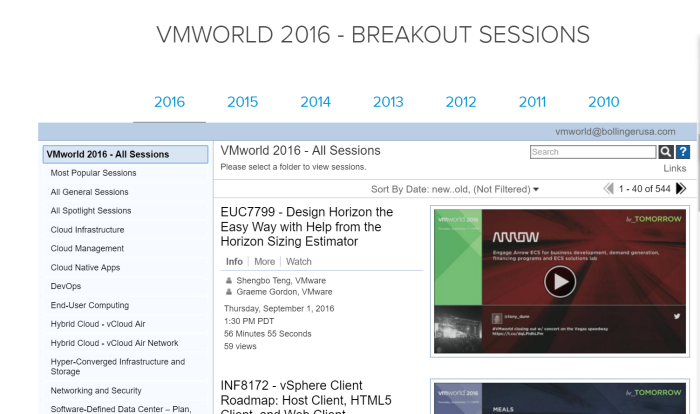 VMWORLD 2016 - BREAKOUT SESSIONS
2016 2015 2014 2013 2012 2011 2010
vmworld@bollingerusa.com
VMworld 2016 - All Sessions
Most Popular Sessions
All General Sessions
All Spotlight Sessions
Cloud Infrastructure
Cloud Management
Cloud Native Apps
DevOps
End-User Computing
Hybrid Cloud - vCloud Air
Hybrid Cloud - vCloud Air Network
Hyper-Converged Infrastructure and
Storage
Networking and Security
Software-Defined Data Center – Plan,
VMworld 2016 - All Sessions
Please select a folder to view sessions.
Search
?
Links
Sort By Date: new..old, (Not Filtered)
1 - 40 of 544
EUC7799 - Design Horizon the
Easy Way with Help from the
Horizon Sizing Estimator
Info | More | Watch
Shengbo Teng, VMware
Graeme Gordon, VMware
Thursday, September 1, 2016
1:30 PM PDT
56 Minutes 55 Seconds
59 views
vmworld 2016
be_TOMORROW
ARROW
Engage Arrow ECS for business development, demand generation,
financing programs and ECS solutions lab
#VMworld closing out w/ concert on the Vegas speedway
INF8172 - vSphere Client
Roadmap: Host Client, HTML5
Client, and Web Client
vmworld 2016
be_TOMORROW
MEALS